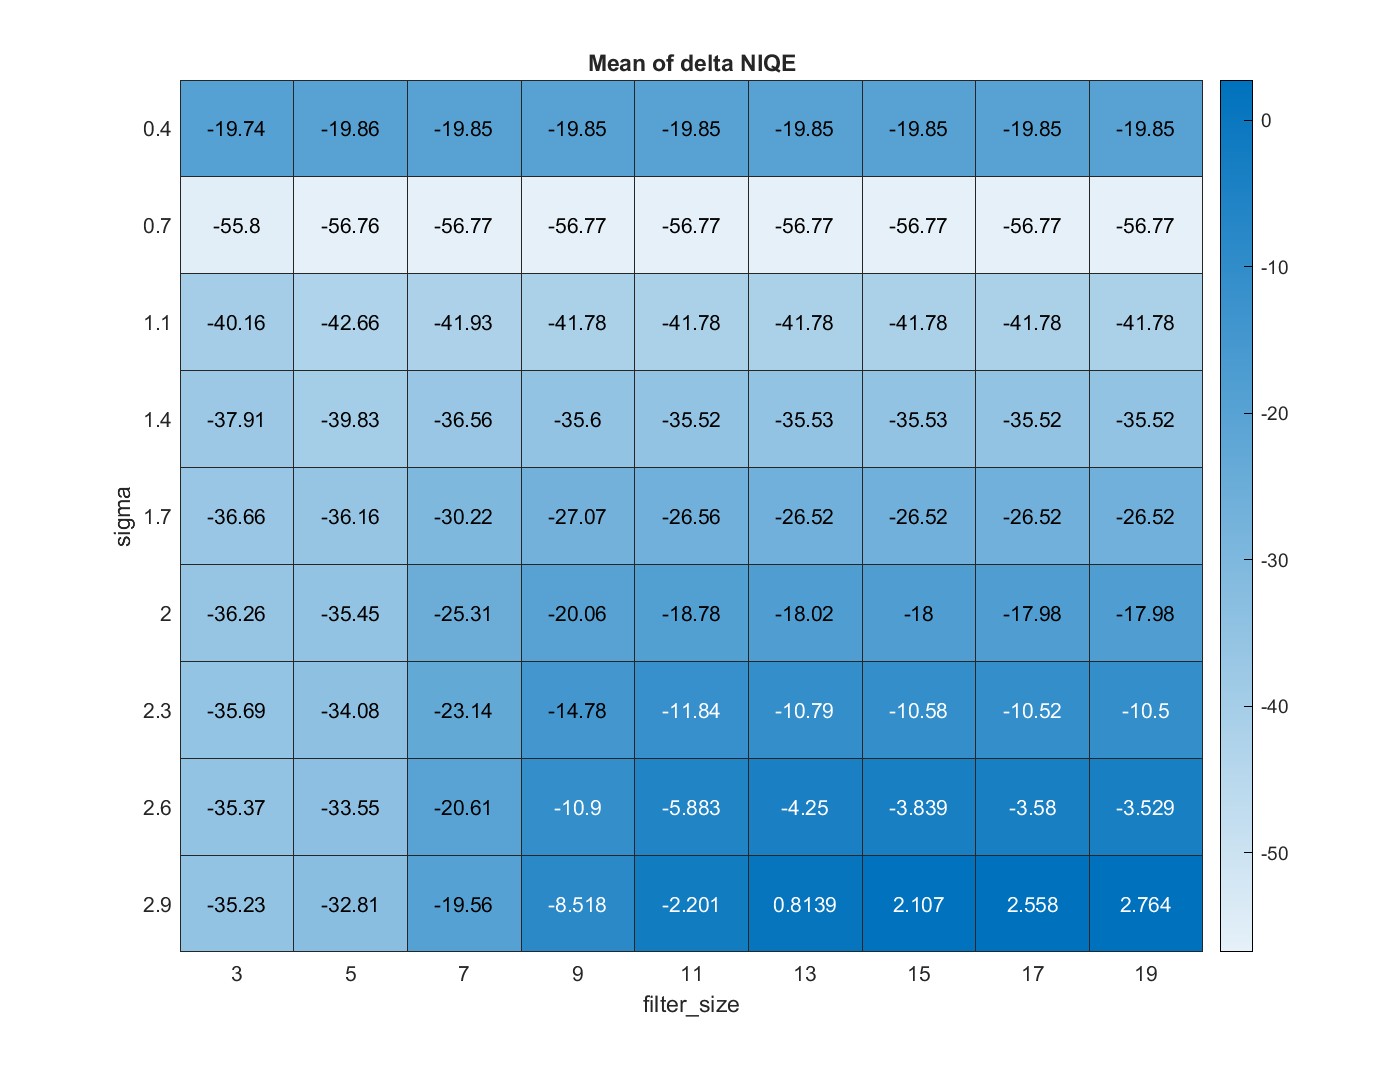 Mean of delta NIQE
0.4 -19.74 -19.86 -19.85 -19.85 -19.85 -19.85 -19.85 -19.85 -19.85
0.7 -55.8 -56.76 -56.77 -56.77 -56.77 -56.77 -56.77 -56.77 -56.77
1.1 -40.16 -42.66 -41.93 -41.78 -41.78 -41.78 -41.78 -41.78 -41.78
1.4 -37.91 -39.83 -36.56 -35.6 -35.52 -35.53 -35.53 -35.52 -35.52
1.7 -36.66 -36.16 -30.22 -27.07 -26.56 -26.52 -26.52 -26.52 -26.52
2 -36.26 -35.45 -25.31 -20.06 -18.78 -18.02 -18 -17.98 -17.98
2.3 -35.69 -34.08 -23.14 -14.78 -11.84 -10.79 -10.58 -10.52 -10.5
2.6 -35.37 -33.55 -20.61 -10.9 -5.883 -4.25 -3.839 -3.58 -3.529
2.9 -35.23 -32.81 -19.56 -8.518 -2.201 0.8139 2.107 2.558 2.764
3 5 7 9 11 13 15 17 19
filter_size
sigma
0
-10
-20
-30
-40
-50